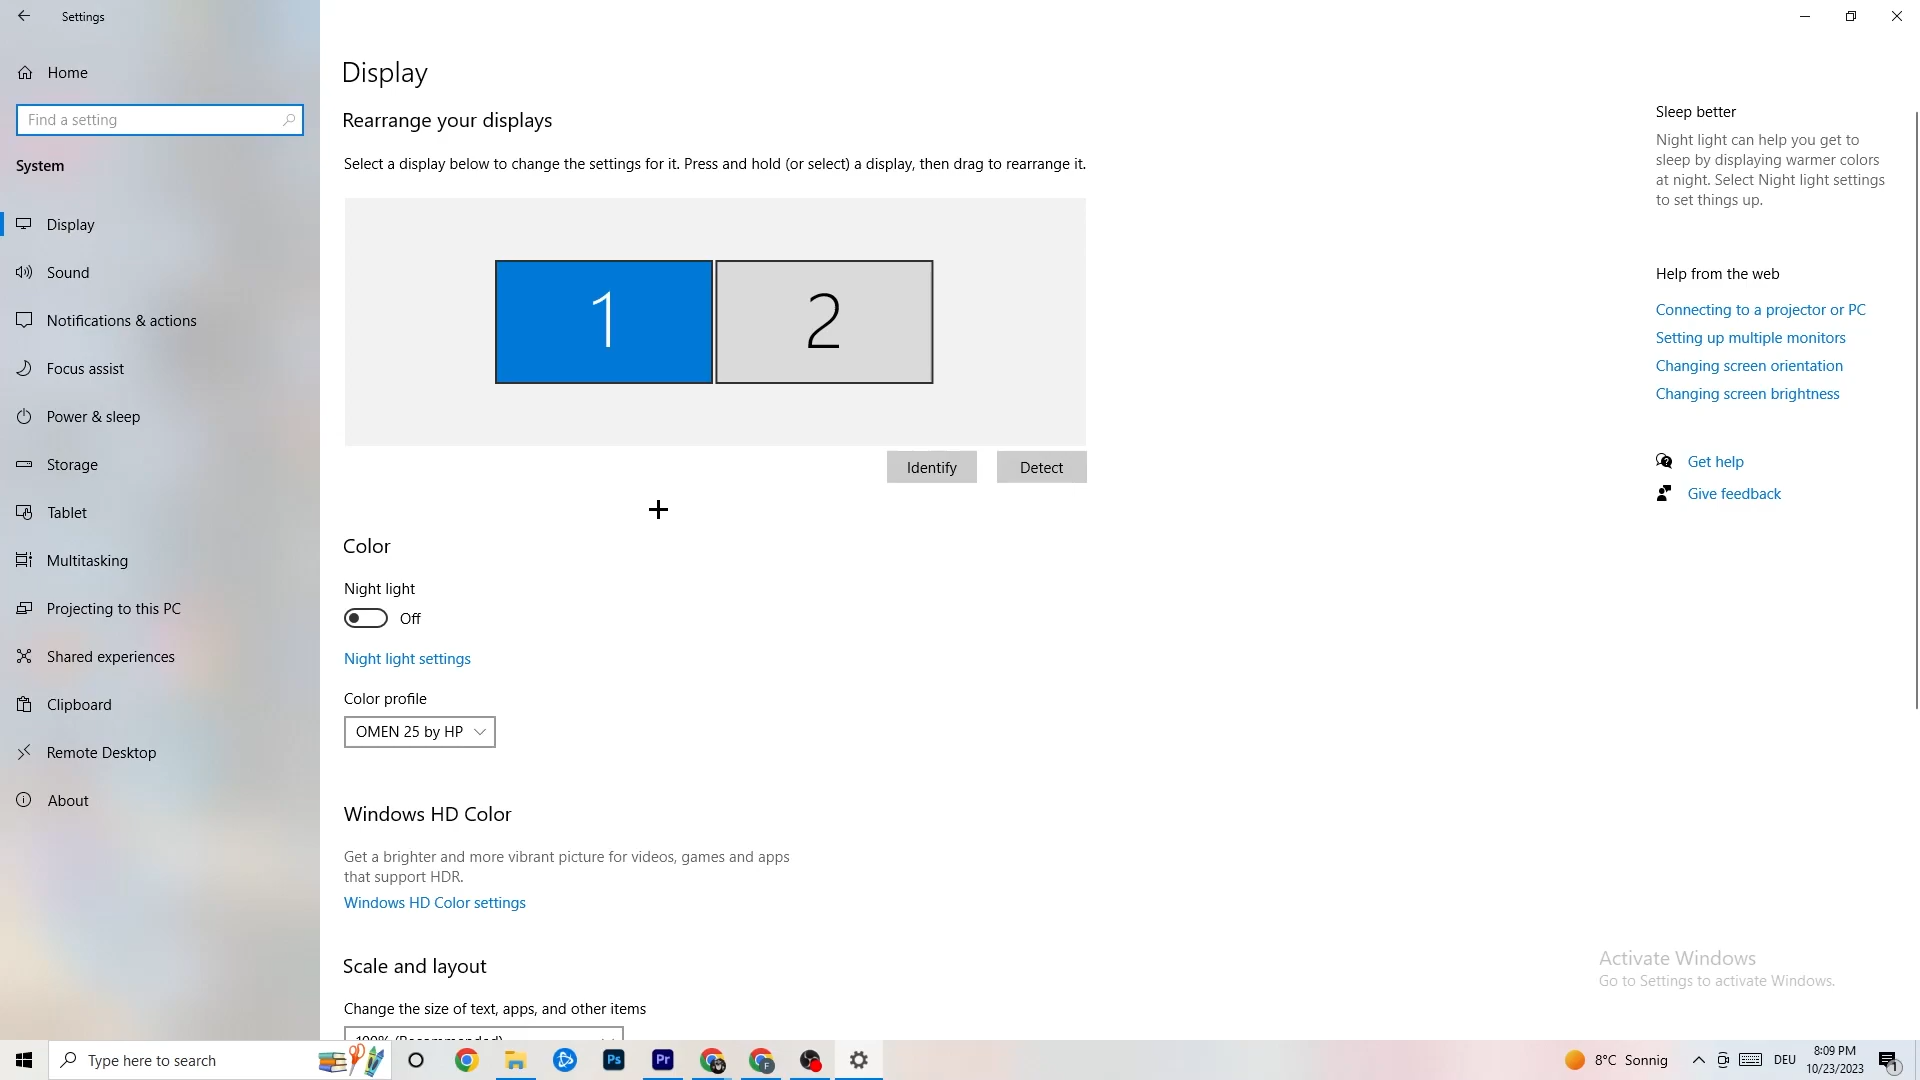 Settings
Home
Find a setting
System
Display
Sound
Notifications & actions
Focus assist
Power & sleep
Storage
Tablet
Multitasking
Projecting to this PC
Shared experiences
Clipboard
Remote Desktop
About
Display
Rearrange your displays
Select a display below to change the settings for it. Press and hold (or select) a display, then drag to rearrange it.
1
2
Identify
Detect
Color
Night light
Off
Night light settings
Color profile
OMEN 25 by HP
Windows HD Color
Get a brighter and more vibrant picture for videos, games and apps
that support HDR.
Windows HD Color settings
Scale and layout
Change the size of text, apps, and other items
100% (Recommended)
Sleep better
Night light can help you get to
sleep by displaying warmer colors
at night. Select Night light settings
to set things up.
Help from the web
Connecting to a projector or PC
Setting up multiple monitors
Changing screen orientation
Changing screen brightness
Get help
Give feedback
Activate Windows
Go to Settings to activate Windows.
Type here to search
Ps
Pr
F
8°C Sonnig
DEU
8:09 PM
10/23/2023
1